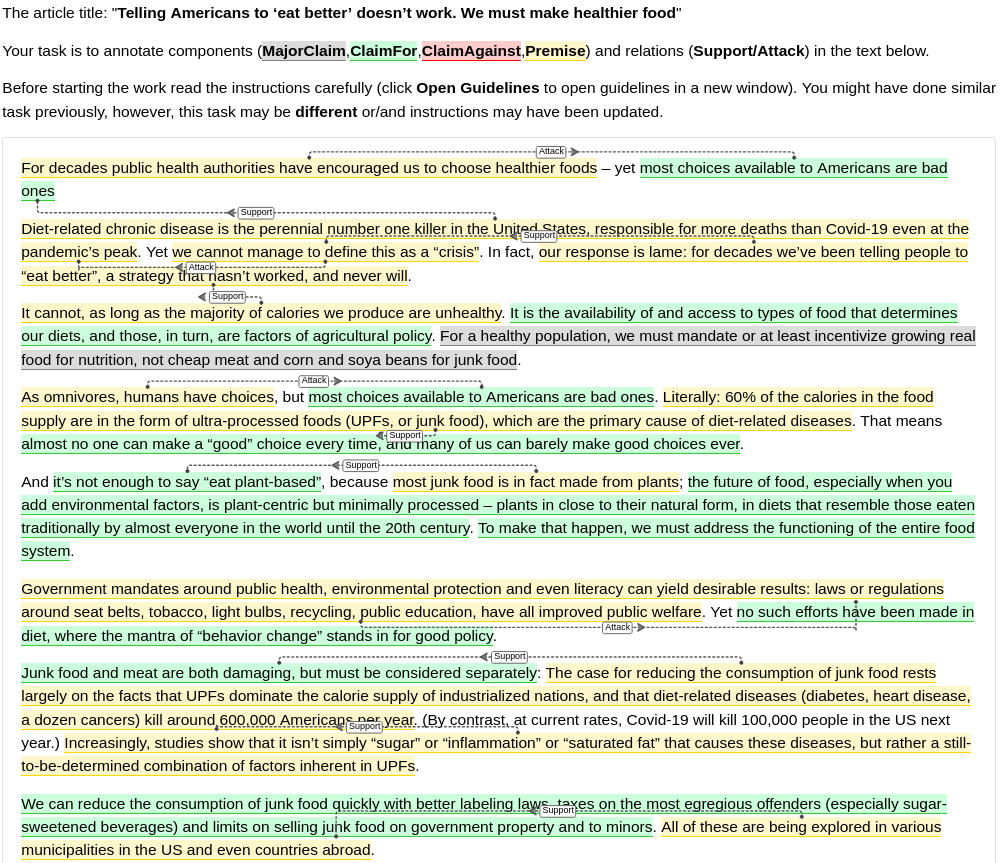 The article title: "Telling Americans to ‘eat better’ doesn’t work. We must make healthier food"
Your task is to annotate components (MajorClaim,ClaimFor,ClaimAgainst,Premise) and relations (Support/Attack) in the text below.
Before starting the work read the instructions carefully (click Open Guidelines to open guidelines in a new window). You might have done similar
task previously, however, this task may be different or/and instructions may have been updated.
Attack
For decades public health authorities have encouraged us to choose healthier foods – yet most choices available to Americans are bad
ones
Support
Diet-related chronic disease is the perennial number one killer in the United States, responsible for more deaths than Covid-19 even at the
Support
pandemic’s peak. Yet we cannot manage to define this as a “crisis”. In fact, our response is lame: for decades we’ve been telling people to
Attack
“eat better”, a strategy that hasn’t worked, and never will.
Support
It cannot, as long as the majority of calories we produce are unhealthy. It is the availability of and access to types of food that determines
our diets, and those, in turn, are factors of agricultural policy. For a healthy population, we must mandate or at least incentivize growing real
food for nutrition, not cheap meat and corn and soya beans for junk food.
Attack
As omnivores, humans have choices, but most choices available to Americans are bad ones. Literally: 60% of the calories in the food
supply are in the form of ultra-processed foods (UPFs, or junk food), which are the primary cause of diet-related diseases. That means
Support
almost no one can make a “good” choice every time, and many of us can barely make good choices ever.
Support
And it’s not enough to say “eat plant-based”, because most junk food is in fact made from plants; the future of food, especially when you
add environmental factors, is plant-centric but minimally processed – plants in close to their natural form, in diets that resemble those eaten
traditionally by almost everyone in the world until the 20th century. To make that happen, we must address the functioning of the entire food
system.
Government mandates around public health, environmental protection and even literacy can yield desirable results: laws or regulations
around seat belts, tobacco, light bulbs, recycling, public education, have all improved public welfare. Yet no such efforts have been made in
Attack
diet, where the mantra of “behavior change” stands in for good policy.
Support
Junk food and meat are both damaging, but must be considered separately: The case for reducing the consumption of junk food rests
largely on the facts that UPFs dominate the calorie supply of industrialized nations, and that diet-related diseases (diabetes, heart disease,
a dozen cancers) kill around 600,000 Americans per year. (By contrast, at current rates, Covid-19 will kill 100,000 people in the US next
Support
year.) Increasingly, studies show that it isn’t simply “sugar” or “inflammation” or “saturated fat” that causes these diseases, but rather a still-
to-be-determined combination of factors inherent in UPFs.
We can reduce the consumption of junk food quickly with better labeling laws, taxes on the most egregious offenders (especially sugar-
Support
sweetened beverages) and limits on selling junk food on government property and to minors. All of these are being explored in various
municipalities in the US and even countries abroad.